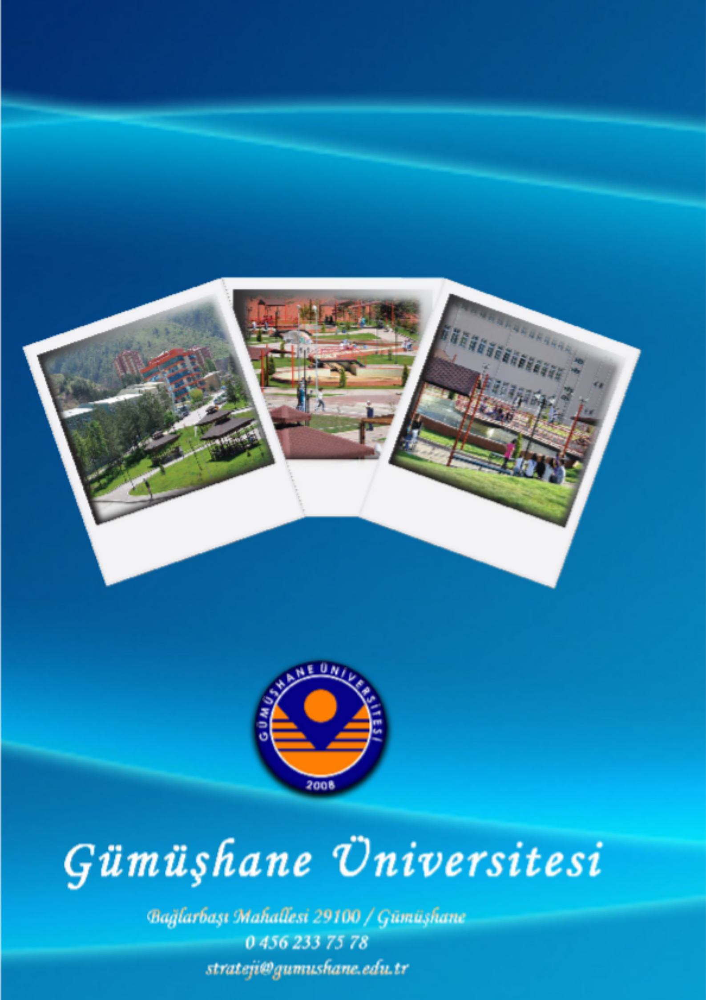 GÜMÜŞHANE ÜNİVERSİTESİ
2008
Gümüşhane Üniversitesi
Bağlarbaşı Mahallesi 29100 / Gümüşhane
0 456 233 75 78
strateji@gumushane.edu.tr